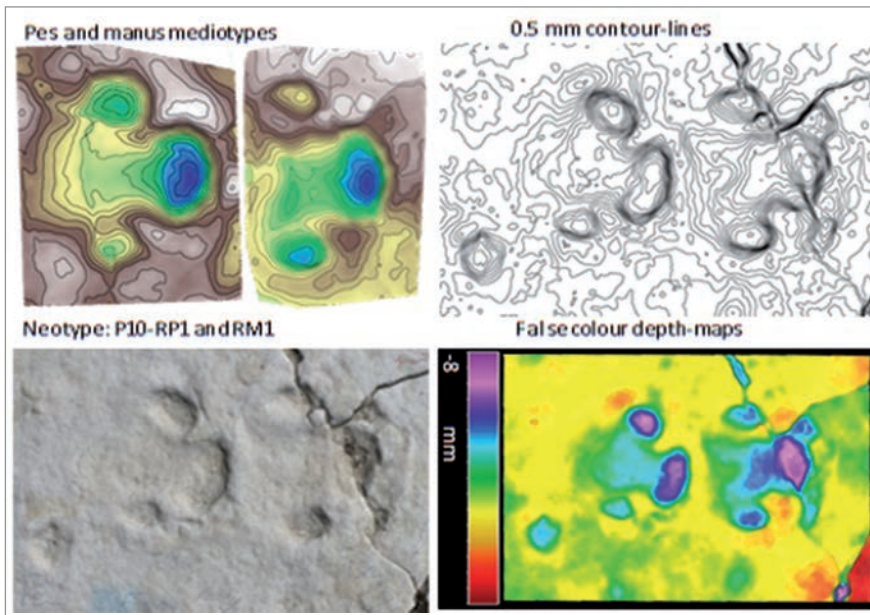 Pes and manus mediotypes
0.5 mm contour-lines
Neotype: P10-RP1 and RM1
False colour depth-maps
-8
mm